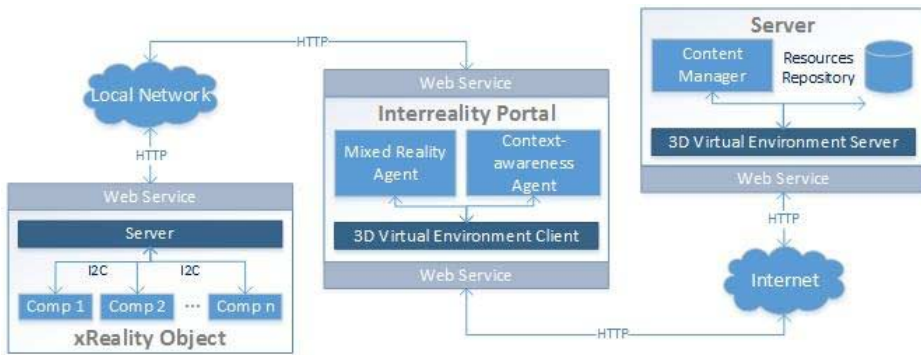 HTTP
Local Network
HTTP
Web Service
Server
I2C I2C
Comp 1 Comp 2 ... Comp n
xReality Object
Web Service
Interreality Portal
Mixed Reality
Agent
Context-
awareness
Agent
3D Virtual Environment Client
Web Service
HTTP
Server
Content
Manager
Resources
Repository
3D Virtual Environment Server
Web Service
HTTP
Internet